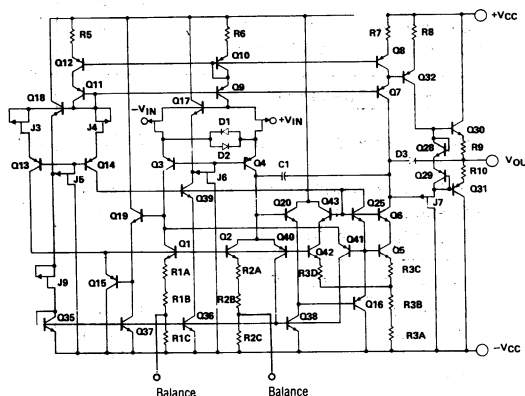 +VCC
R5
R6
R7
R8
Q12
Q10
Q8
Q11
Q32
Q18
Q17
Q9
Q7
-VIN
+VIN
J3
J4
D1
D2
Q30
Q28
R9
Q13
Q14
Q3
Q4
D3
VOU
J5
J6
C1
Q29
R10
Q31
Q39
Q20
Q43
Q25
Q6
J7
Q19
Q1
Q2
Q40
Q42
Q41
Q5
R1A
R2A
R3D
R3C
J9
Q15
R1B
R2B
Q16
R3B
Q35
Q37
Q36
R1C
R2C
Q38
R3A
-VCC
Balance
Balance